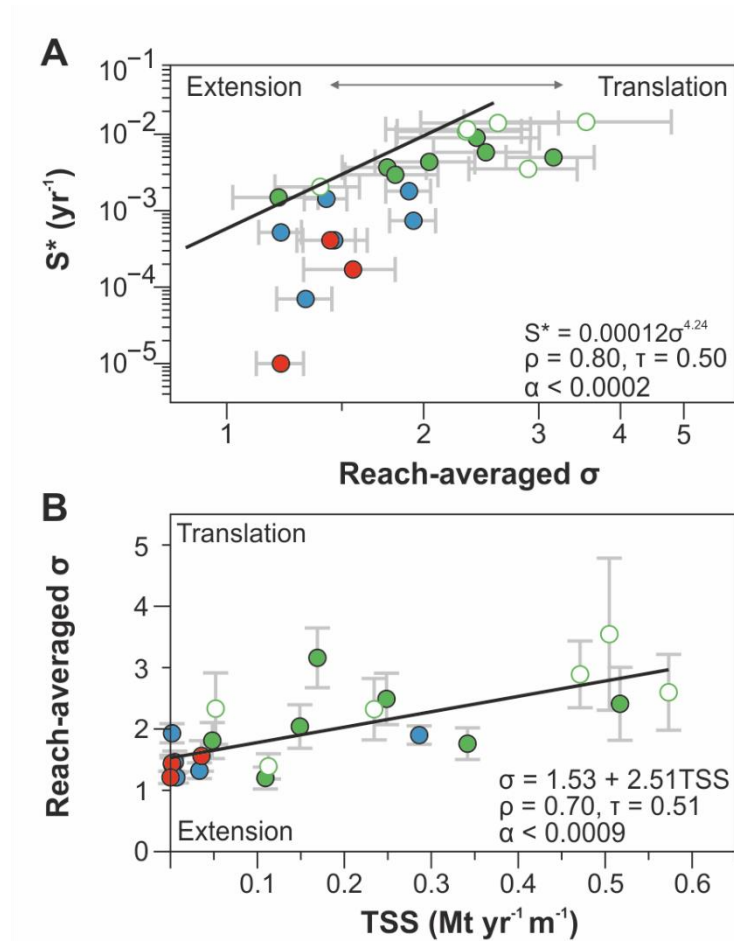 A
10⁻¹
Extension
Translation
10⁻²
10⁻³
10⁻⁴
10⁻⁵
S* (yr⁻¹)
S* = 0.00012σ⁴·²⁴
ρ = 0.80, τ = 0.50
α < 0.0002
1 2 3 4 5
Reach-averaged σ
B
Translation
5
4
3
2
1
0
Reach-averaged σ
σ = 1.53 + 2.51TSS
ρ = 0.70, τ = 0.51
α < 0.0009
Extension
0.1 0.2 0.3 0.4 0.5 0.6
TSS (Mt yr⁻¹ m⁻¹)